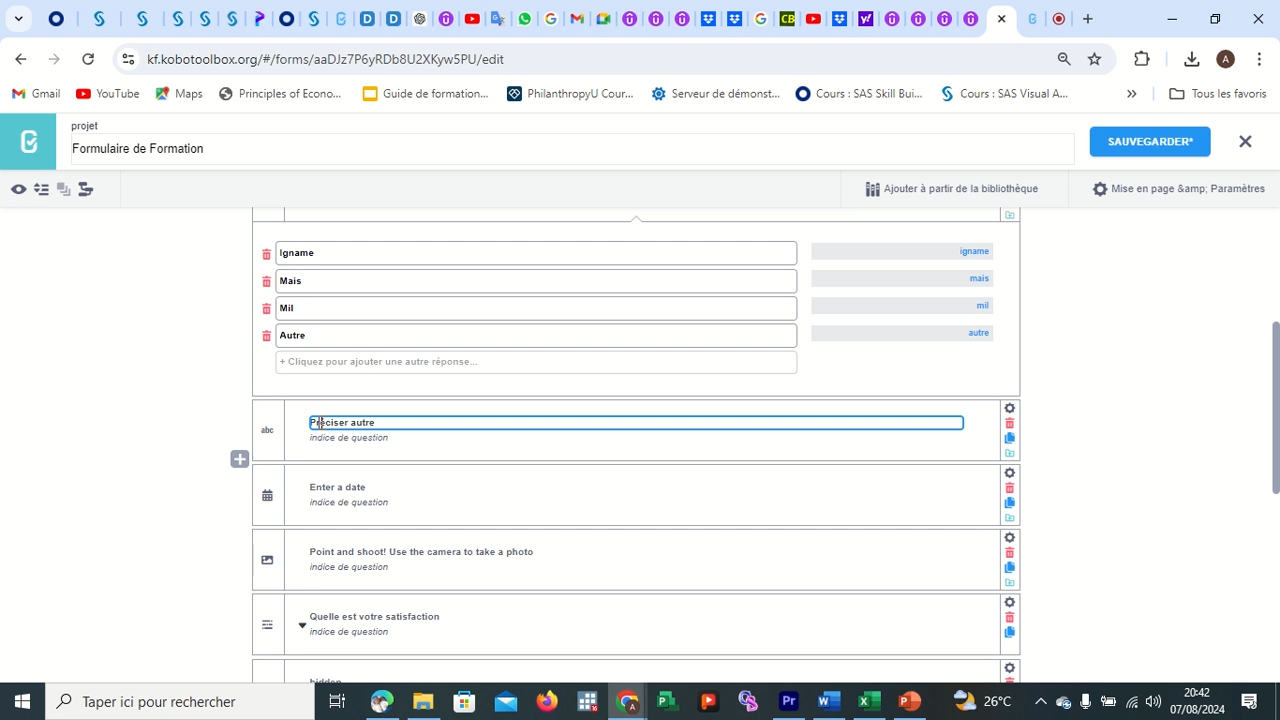 kf.kobotoolbox.org/#/forms/aaDJz7P6yRDb8U2XKyw5PU/edit
A
Gmail
YouTube
Maps
Principles of Econo...
Guide de formation...
PhilanthropyU Cour...
Serveur de démonst...
Cours : SAS Skill Bui...
Cours : SAS Visual A...
»
Tous les favoris
projet
Formulaire de Formation
SAUVEGARDER*
Ajouter à partir de la bibliothèque
Mise en page &amp; Paramètres
Igname
igname
Mais
mais
Mil
mil
Autre
autre
+ Cliquez pour ajouter une autre réponse...
abc
Préciser autre
indice de question
Enter a date
indice de question
Point and shoot! Use the camera to take a photo
indice de question
Quelle est votre satisfaction
indice de question
hidden
Taper ici pour rechercher
26°C
20:42
07/08/2024